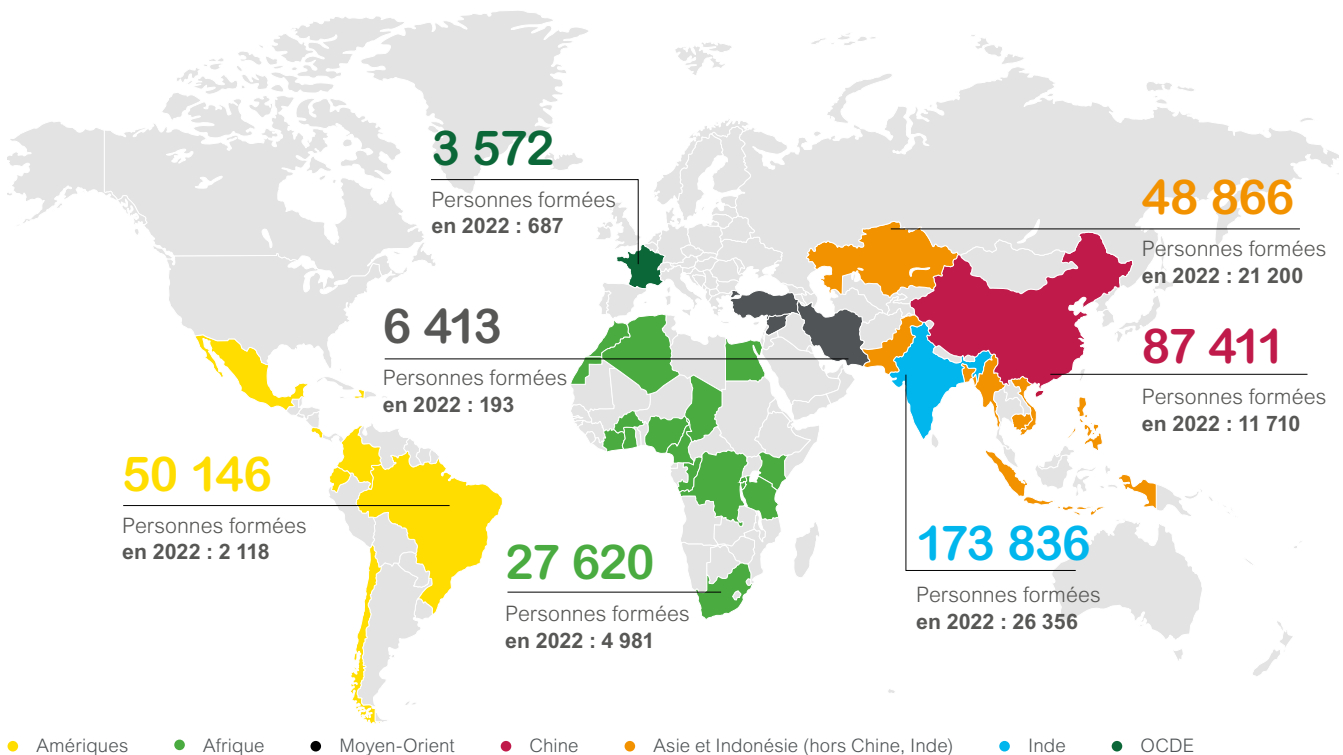 3 572
Personnes formées
en 2022 : 687
48 866
Personnes formées
en 2022 : 21 200
6 413
Personnes formées
en 2022 : 193
87 411
Personnes formées
en 2022 : 11 710
50 146
Personnes formées
en 2022 : 2 118
27 620
Personnes formées
en 2022 : 4 981
173 836
Personnes formées
en 2022 : 26 356
Amériques Afrique Moyen-Orient Chine Asie et Indonésie (hors Chine, Inde) Inde OCDE